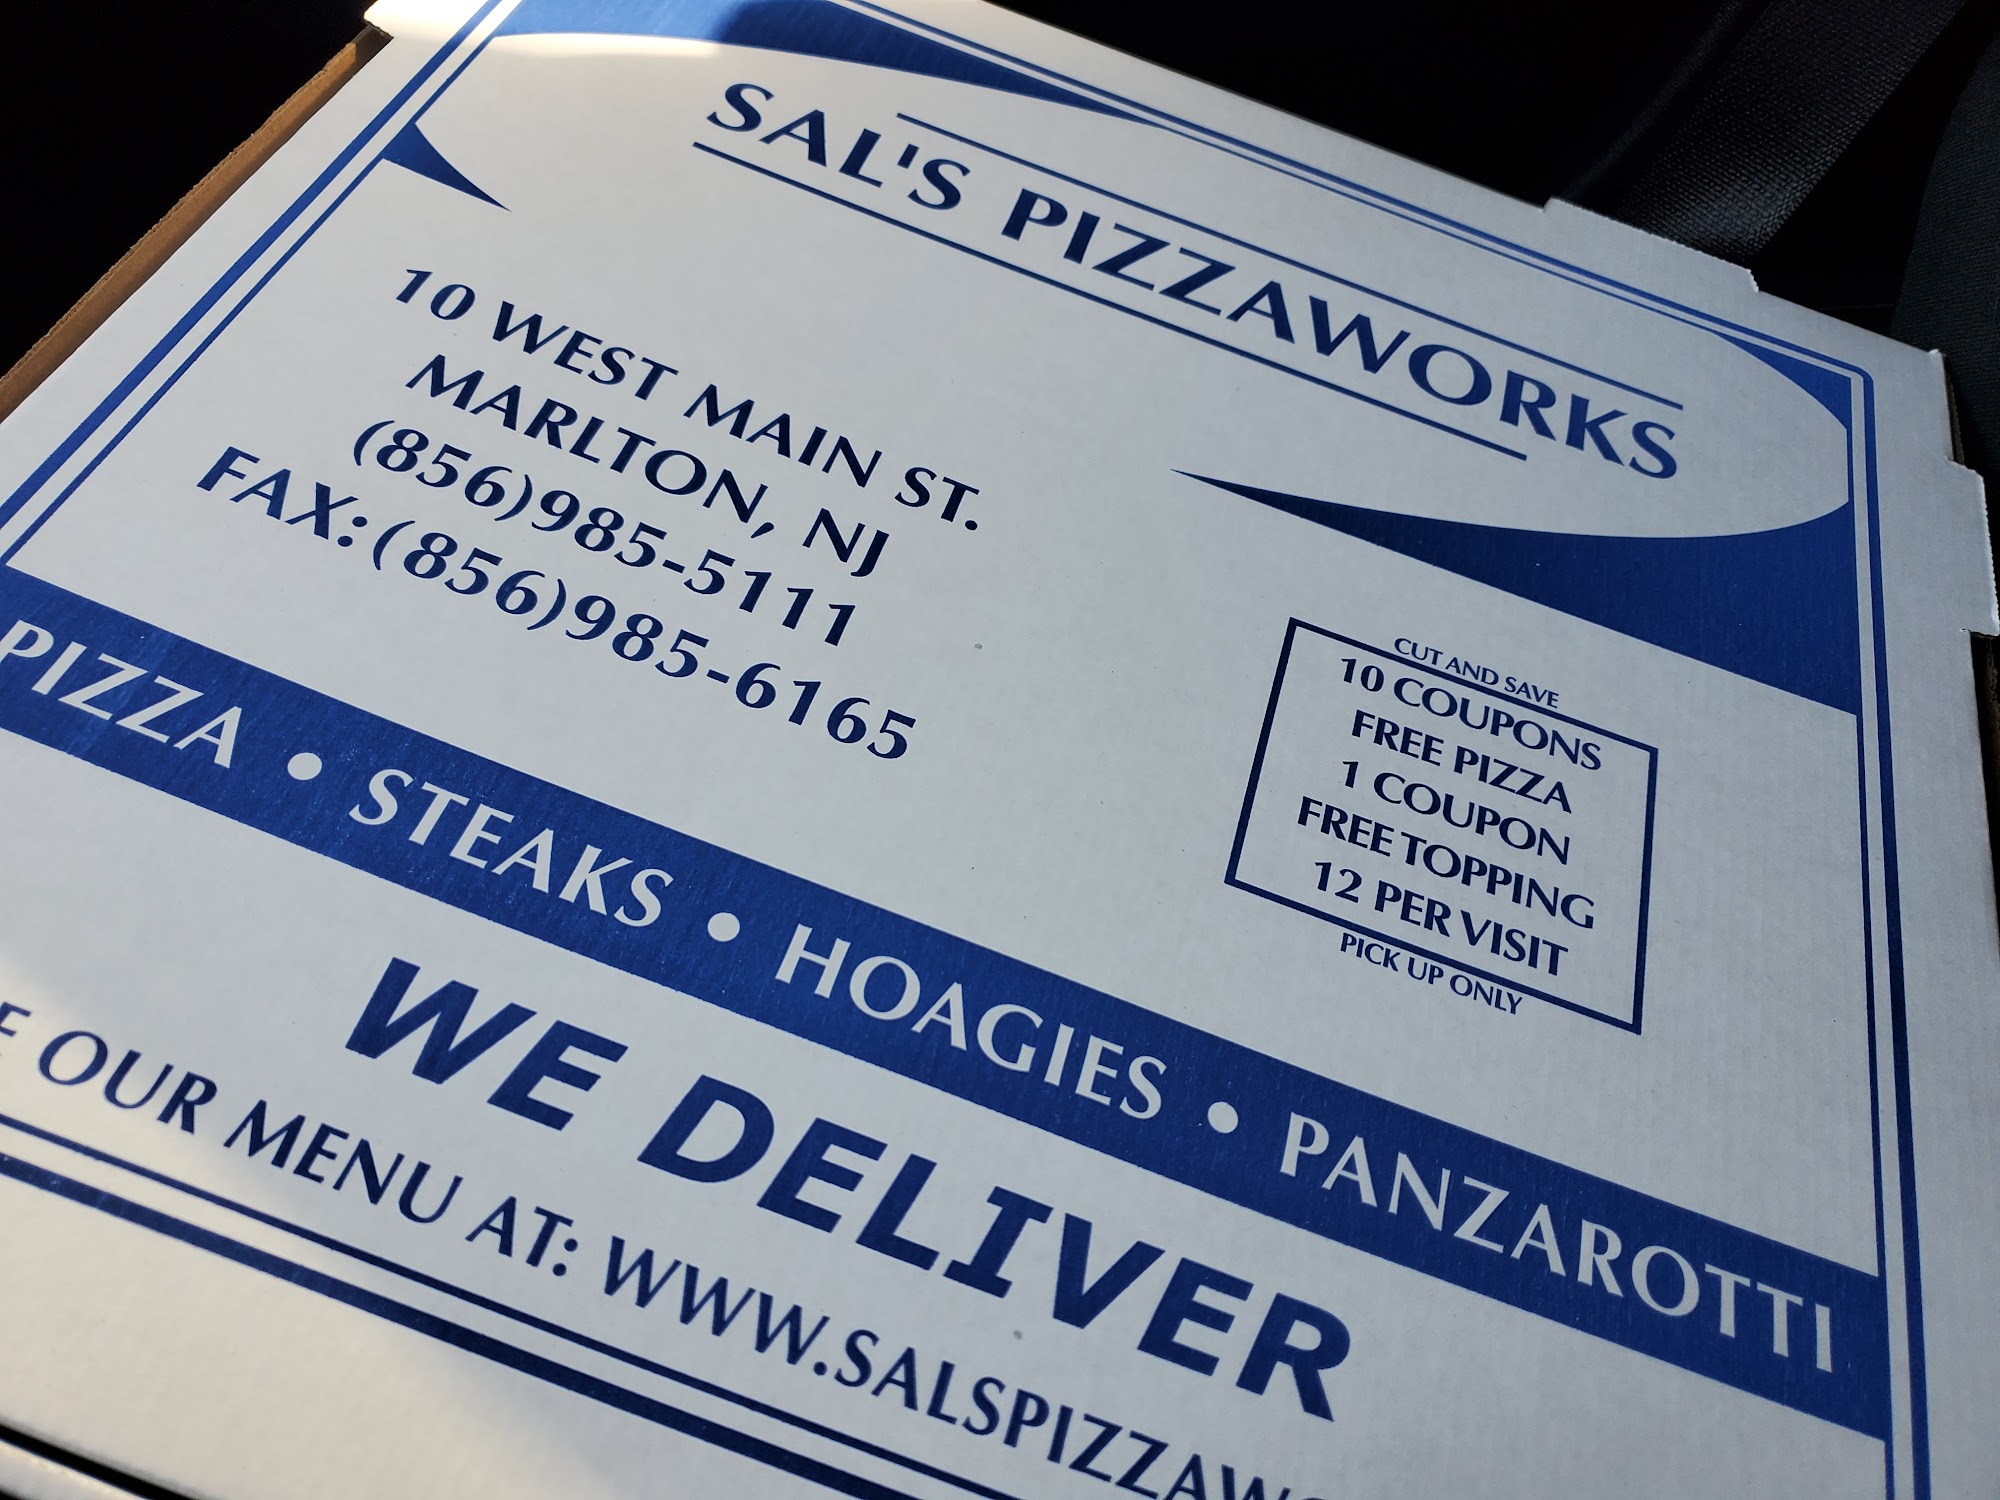 SAL'S PIZZAWORKS
10 WEST MAIN ST.
MARLTON, NJ
(856)985-5111
FAX:(856)985-6165
CUT AND SAVE
10 COUPONS
FREE PIZZA
1 COUPON
FREE TOPPING
12 PER VISIT
PICK UP ONLY
PIZZA • STEAKS • HOAGIES • PANZAROTTI
WE DELIVER
OUR MENU AT: WWW.SALSPIZZAW